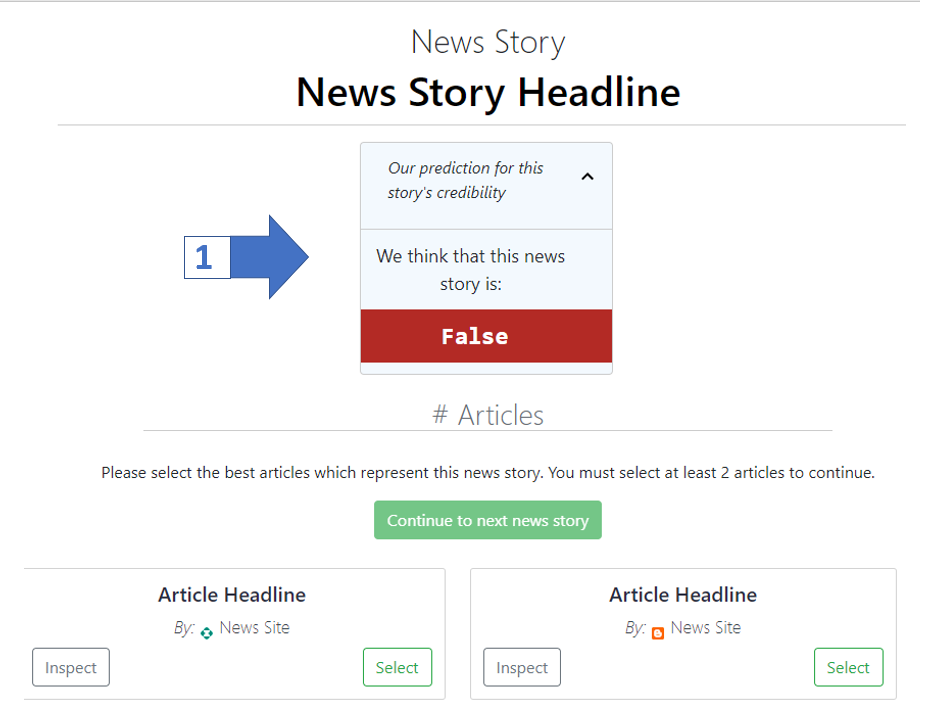 News Story
News Story Headline
Our prediction for this
story's credibility
1
We think that this news
story is:
False
# Articles
Please select the best articles which represent this news story. You must select at least 2 articles to continue.
Continue to next news story
Article Headline
By: News Site
Inspect
Select
Article Headline
By: News Site
Inspect
Select